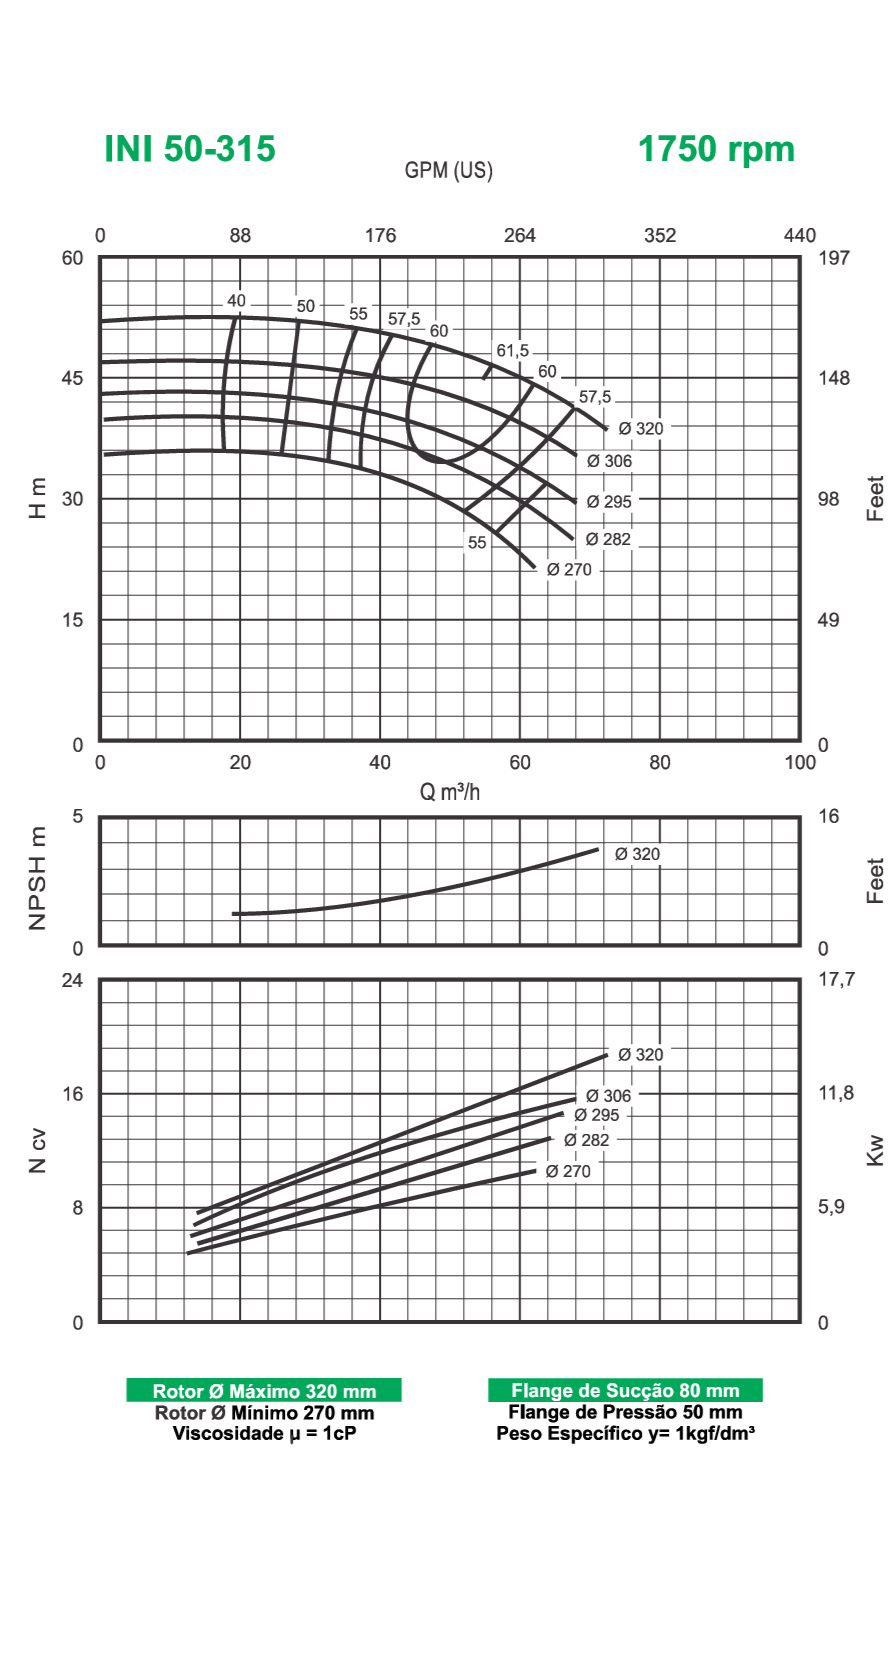 INI 50-315 1750 rpm
GPM (US)
0 88 176 264 352 440
60 197
40 50 55 57,5 60
61,5
60
45 148
57,5
Ø 320
Ø 306
H m 30 98 Feet
Ø 295
55 Ø 282
Ø 270
15 49
0 0
0 20 40 60 80 100
Q m³/h
5 16
Ø 320
NPSH m Feet
0 0
24 17,7
Ø 320
16 11,8
Ø 306
Ø 295
N cv Ø 282 Kw
Ø 270
8 5,9
0 0
Rotor Ø Máximo 320 mm
Rotor Ø Mínimo 270 mm
Viscosidade µ = 1cP
Flange de Sucção 80 mm
Flange de Pressão 50 mm
Peso Específico y= 1kgf/dm³